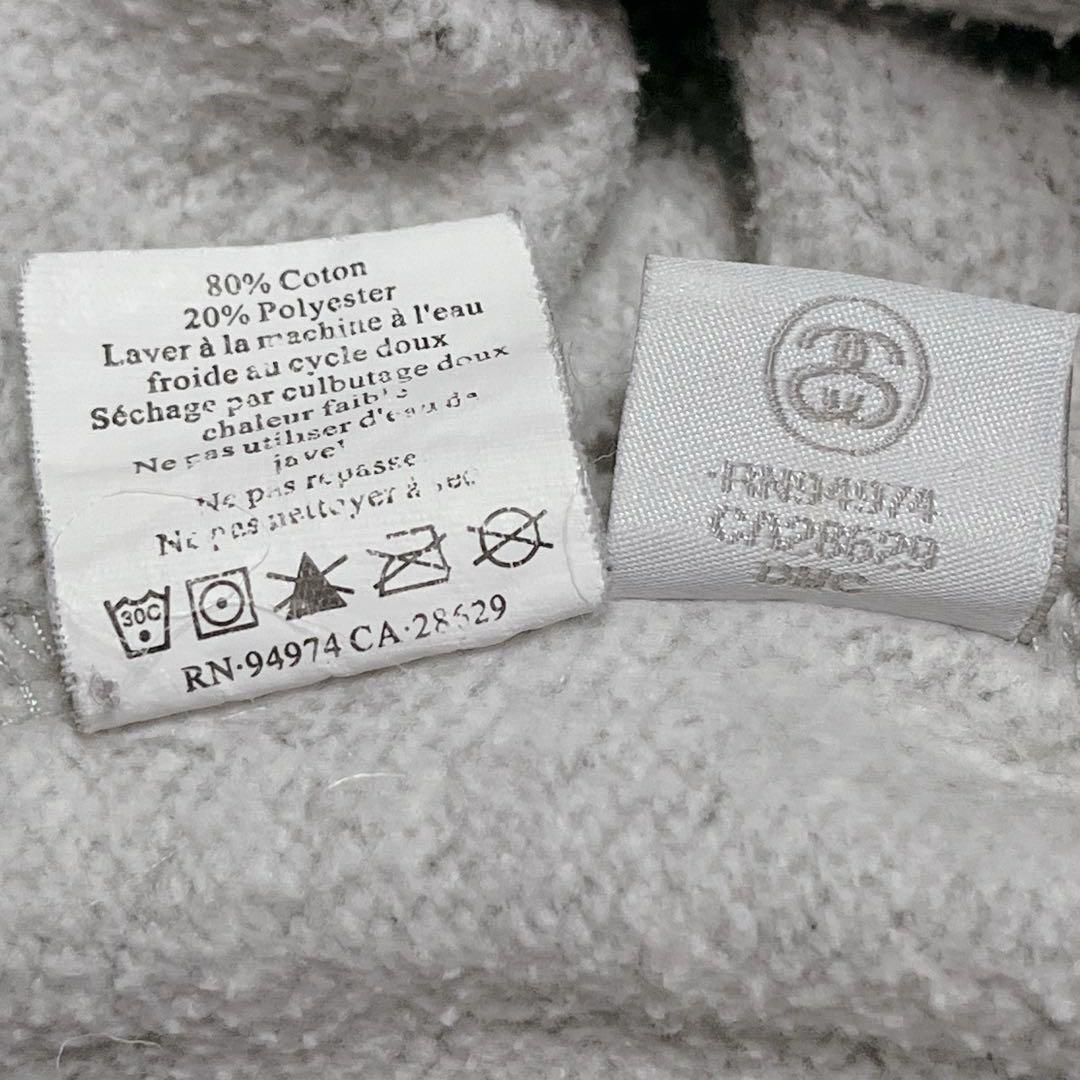 80% Coton
20% Polyester
Laver à la machine à l'eau
froide au cycle doux
Séchage par culbutage doux
chaleur faible
Ne pas utiliser d'eau de
javel
Ne pas repasse
Ne pas nettoyer à sec
30C
RN·94974 CA·28629
RN94974
CA28629